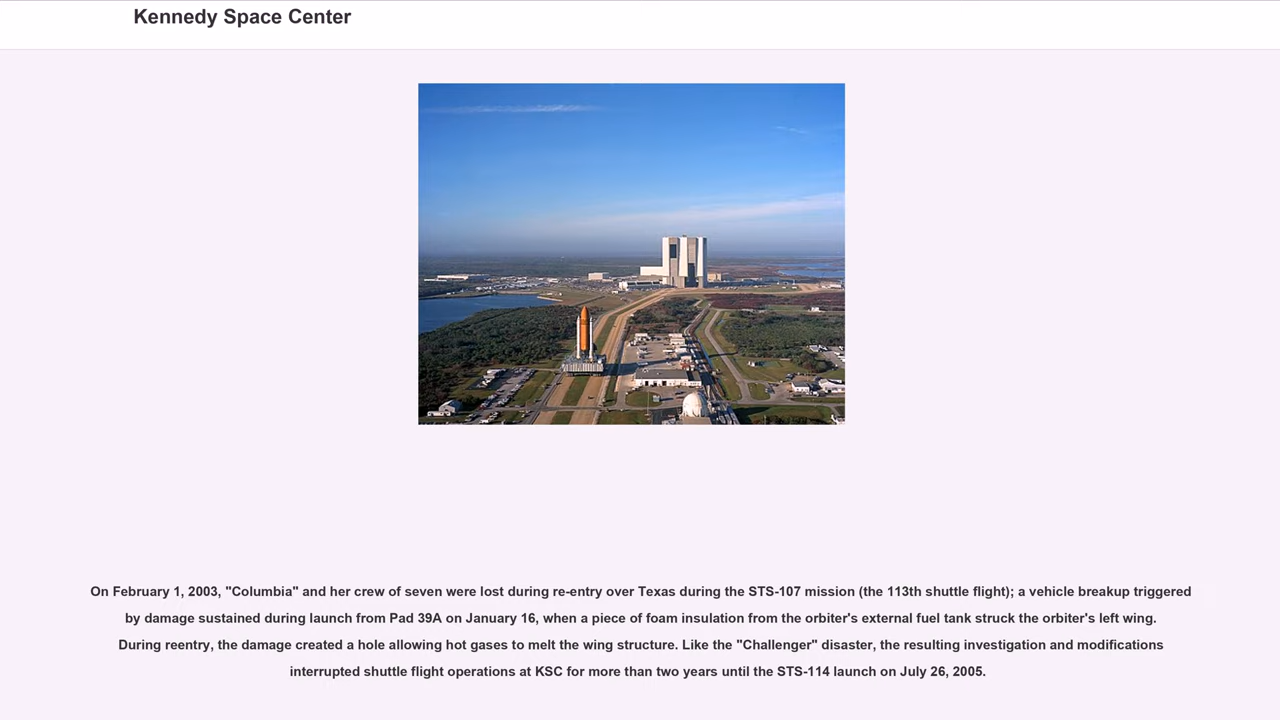 Kennedy Space Center
On February 1, 2003, "Columbia" and her crew of seven were lost during re-entry over Texas during the STS-107 mission (the 113th shuttle flight); a vehicle breakup triggered
by damage sustained during launch from Pad 39A on January 16, when a piece of foam insulation from the orbiter's external fuel tank struck the orbiter's left wing.
During reentry, the damage created a hole allowing hot gases to melt the wing structure. Like the "Challenger" disaster, the resulting investigation and modifications
interrupted shuttle flight operations at KSC for more than two years until the STS-114 launch on July 26, 2005.